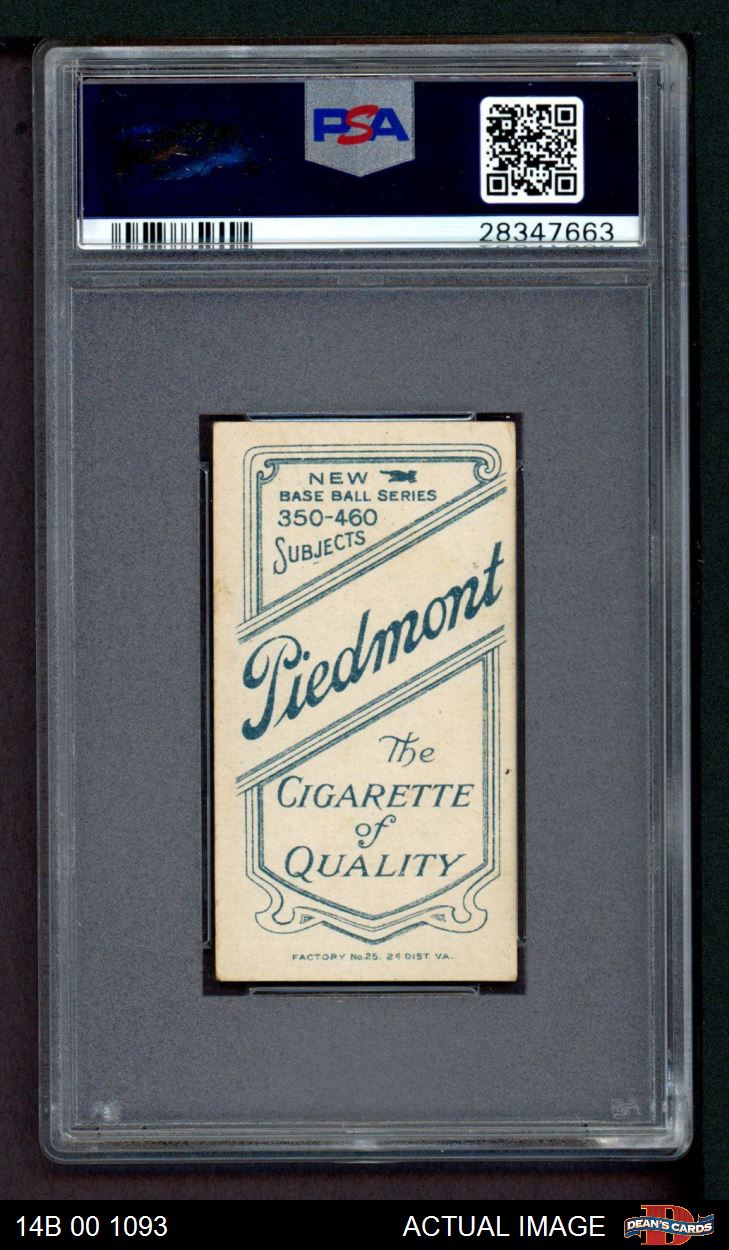 PSA
28347663
NEW
BASE BALL SERIES
350-460
SUBJECTS
Piedmont
The
CIGARETTE
of
QUALITY
FACTORY No.25, 2d DIST. VA.
14B 00 1093
ACTUAL IMAGE
D
DEAN'S CARDS